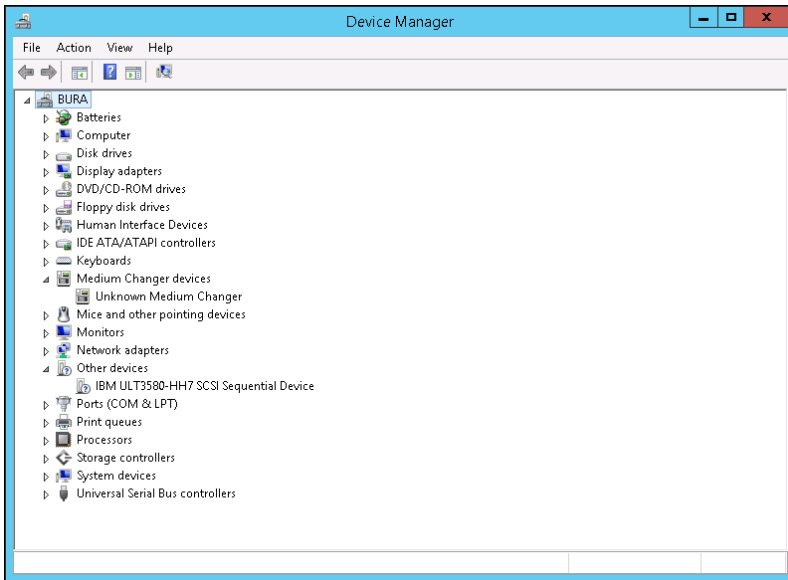 Device Manager
File Action View Help
BURA
Batteries
Computer
Disk drives
Display adapters
DVD/CD-ROM drives
Floppy disk drives
Human Interface Devices
IDE ATA/ATAPI controllers
Keyboards
Medium Changer devices
Unknown Medium Changer
Mice and other pointing devices
Monitors
Network adapters
Other devices
IBM ULT3580-HH7 SCSI Sequential Device
Ports (COM & LPT)
Print queues
Processors
Storage controllers
System devices
Universal Serial Bus controllers